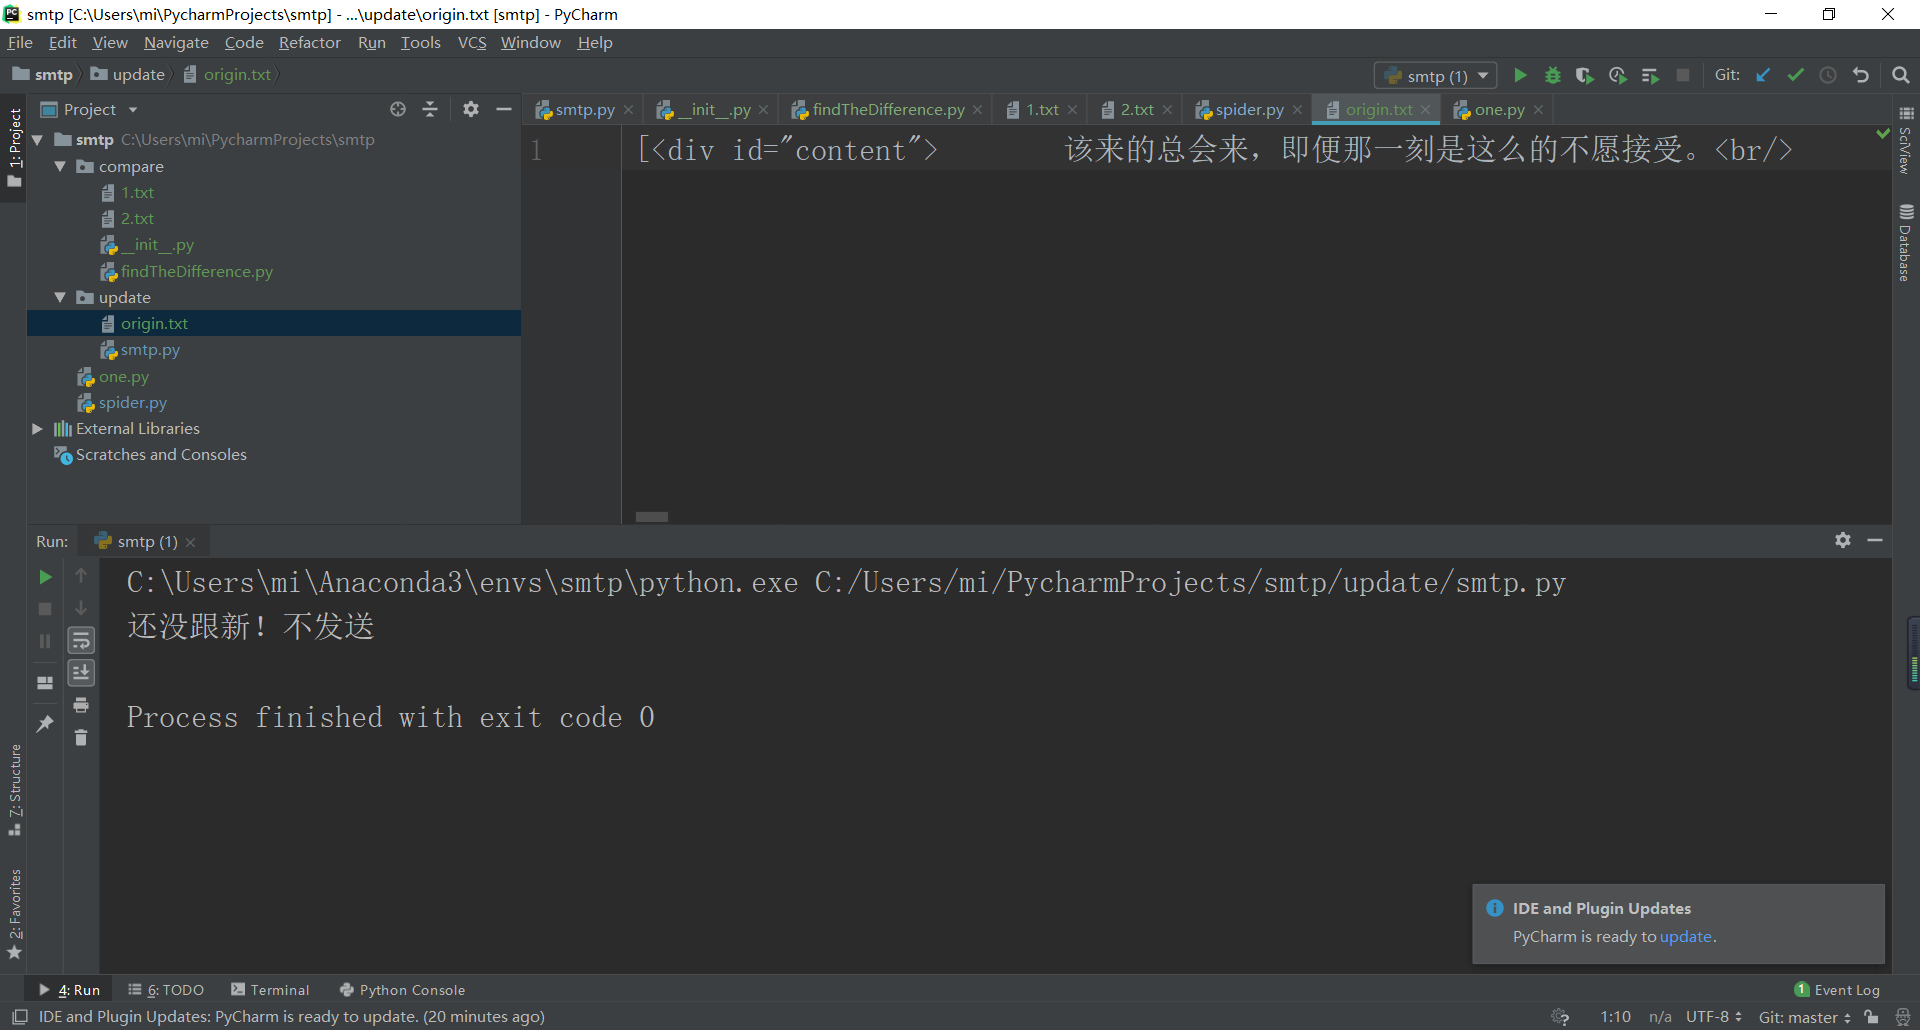 smtp [C:\Users\mi\PycharmProjects\smtp] - ...\update\origin.txt [smtp] - PyCharm
File Edit View Navigate Code Refactor Run Tools VCS Window Help
smtp update origin.txt
smtp (1) Git:
Project
smtp.py __init__.py findTheDifference.py 1.txt 2.txt spider.py origin.txt one.py
smtp C:\Users\mi\PycharmProjects\smtp
compare
1.txt
2.txt
__init__.py
findTheDifference.py
update
origin.txt
smtp.py
one.py
spider.py
External Libraries
Scratches and Consoles
1 [<div id="content"> 该来的总会来，即便那一刻是这么的不愿接受。<br/>
1: Project
SciView
Database
Run: smtp (1)
C:\Users\mi\Anaconda3\envs\smtp\python.exe C:/Users/mi/PycharmProjects/smtp/update/smtp.py
还没跟新！不发送
Process finished with exit code 0
7: Structure
2: Favorites
IDE and Plugin Updates
PyCharm is ready to update.
4: Run 6: TODO Terminal Python Console
1 Event Log
IDE and Plugin Updates: PyCharm is ready to update. (20 minutes ago)
1:10 n/a UTF-8 Git: master